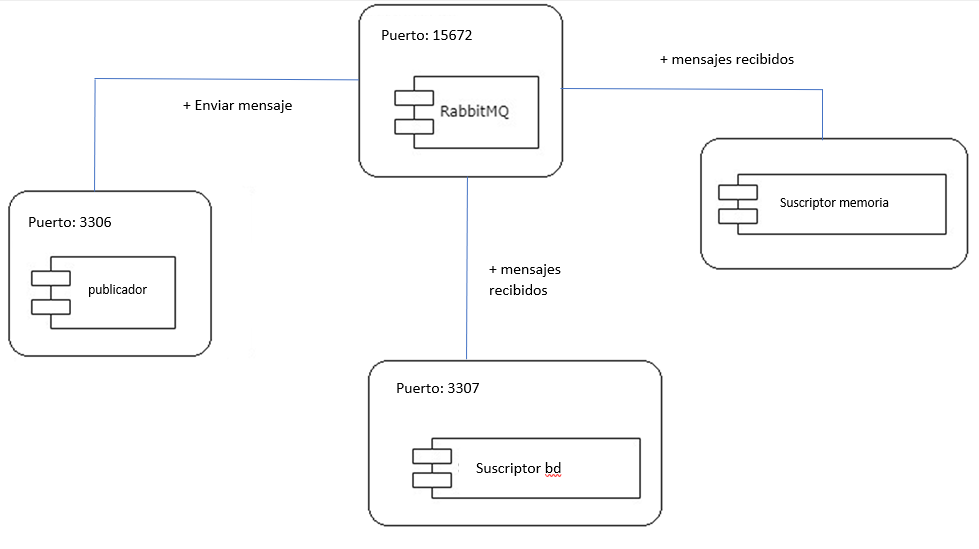 Puerto: 15672
RabbitMQ
+ Enviar mensaje
+ mensajes recibidos
Puerto: 3306
publicador
Suscriptor memoria
+ mensajes
recibidos
Puerto: 3307
Suscriptor bd